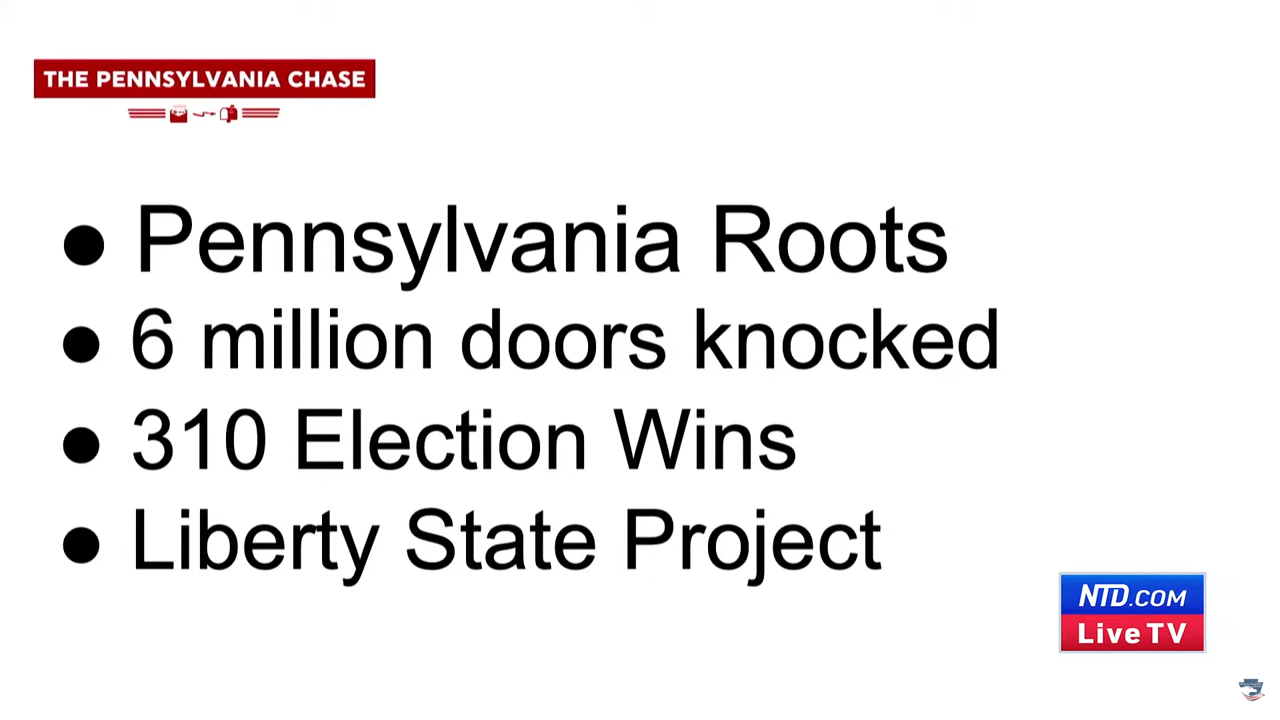 THE PENNSYLVANIA CHASE
● Pennsylvania Roots
● 6 million doors knocked
● 310 Election Wins
● Liberty State Project
NTD.COM
Live TV